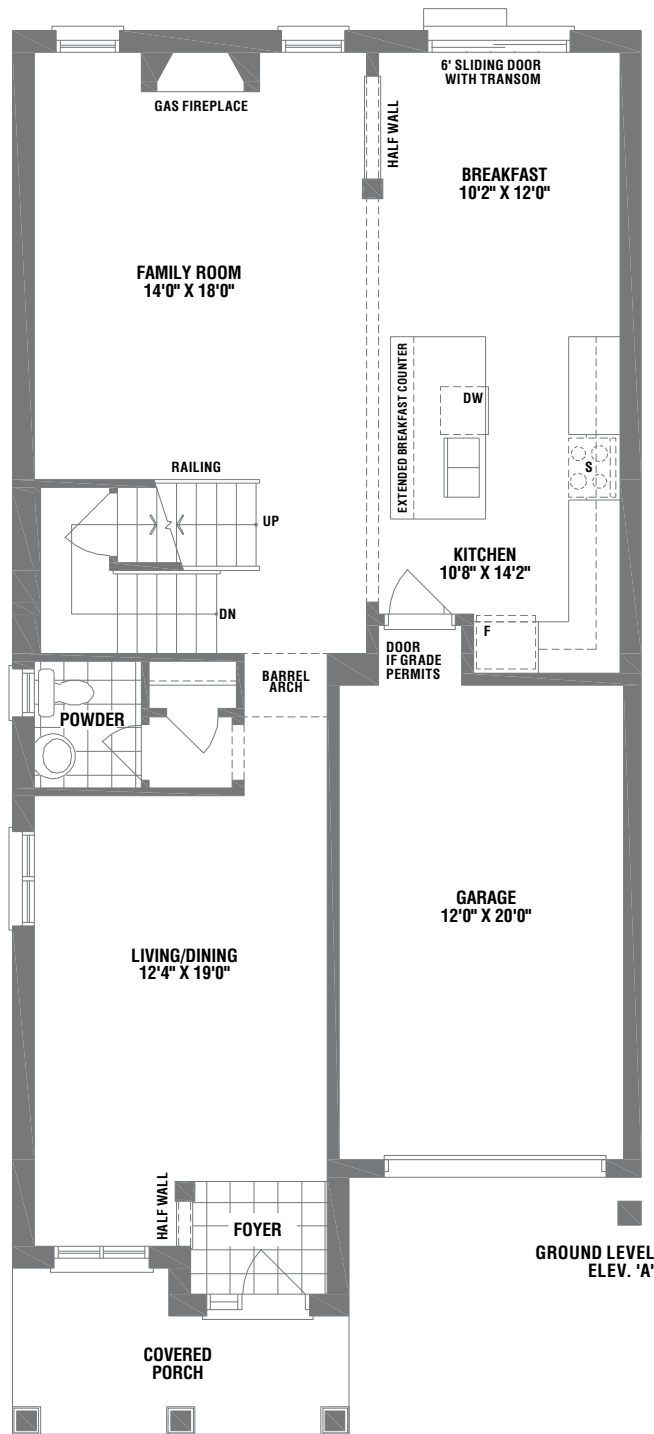 6' SLIDING DOOR
WITH TRANSOM
GAS FIREPLACE
HALF WALL
BREAKFAST
10'2" X 12'0"
FAMILY ROOM
14'0" X 18'0"
EXTENDED BREAKFAST COUNTER
DW
S
RAILING
UP
KITCHEN
10'8" X 14'2"
DN
F
DOOR
IF GRADE
PERMITS
BARREL
ARCH
POWDER
GARAGE
12'0" X 20'0"
LIVING/DINING
12'4" X 19'0"
HALF WALL
FOYER
GROUND LEVEL
ELEV. 'A'
COVERED
PORCH